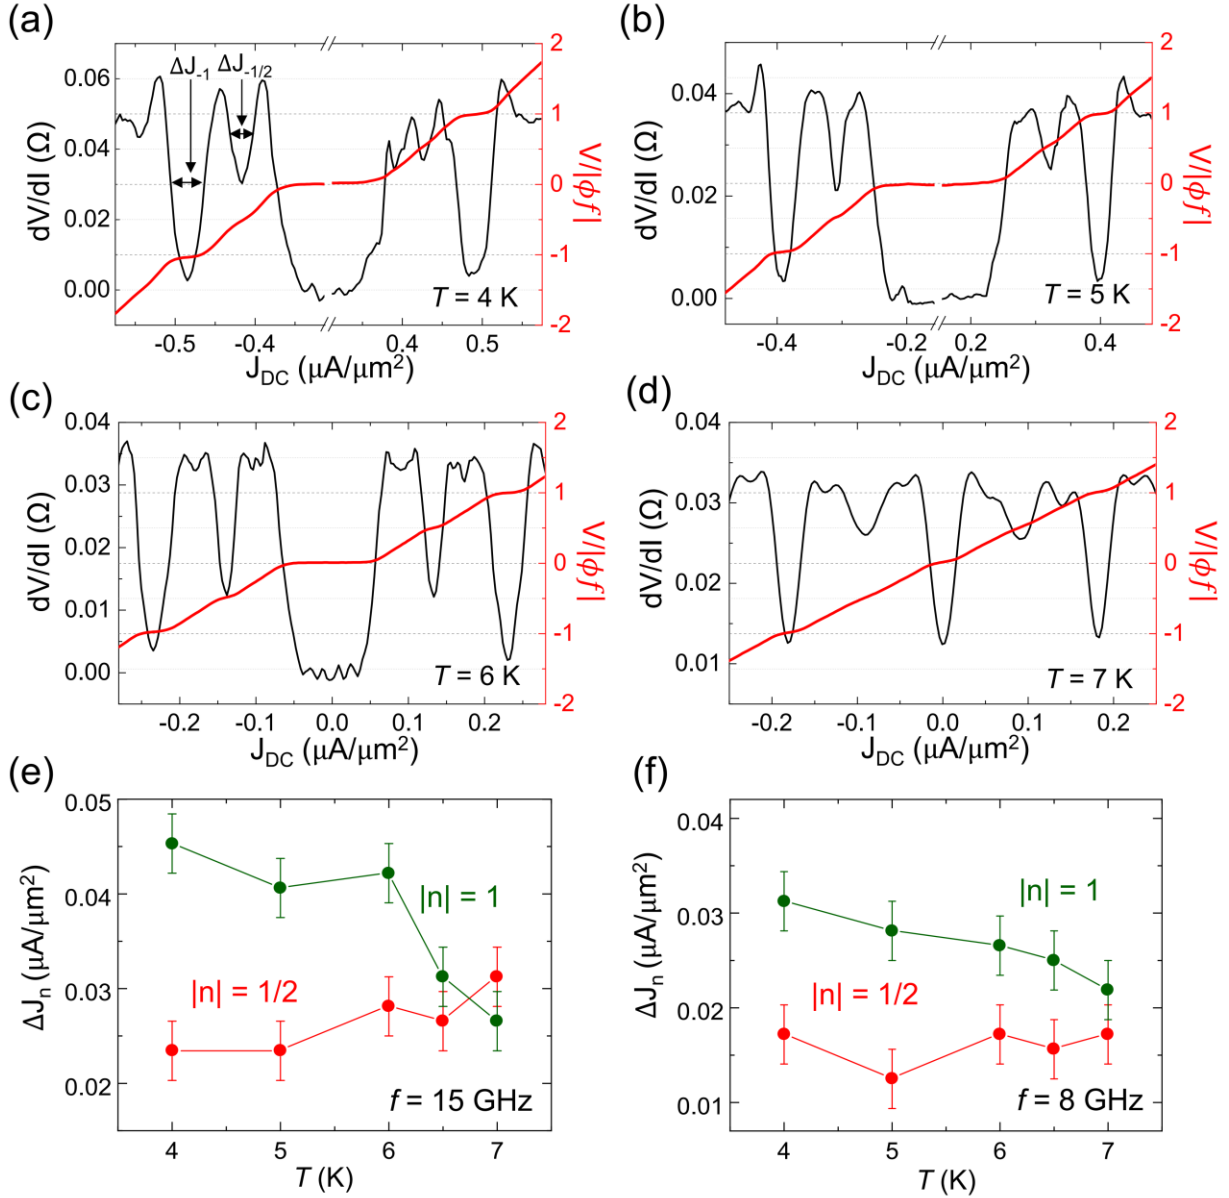 (a)
ΔJ-1
ΔJ-1/2
dV/dI (Ω)
0.06
0.04
0.02
0.00
-0.5
-0.4
0.4
0.5
JDC (μA/μm²)
2
1
0
-1
-2
V/|ϕf|
T = 4 K
(b)
dV/dI (Ω)
0.04
0.02
0.00
-0.4
-0.2
0.2
0.4
JDC (μA/μm²)
2
1
0
-1
-2
V/|ϕf|
T = 5 K
(c)
dV/dI (Ω)
0.04
0.03
0.02
0.01
0.00
-0.2
-0.1
0.0
0.1
0.2
JDC (μA/μm²)
2
1
0
-1
-2
V/|ϕf|
T = 6 K
(d)
dV/dI (Ω)
0.04
0.03
0.02
0.01
-0.2
-0.1
0.0
0.1
0.2
JDC (μA/μm²)
2
1
0
-1
-2
V/|ϕf|
T = 7 K
(e)
ΔJn (μA/μm²)
0.05
0.04
0.03
0.02
|n| = 1
|n| = 1/2
f = 15 GHz
4
5
6
7
T (K)
(f)
ΔJn (μA/μm²)
0.04
0.03
0.02
0.01
|n| = 1
|n| = 1/2
f = 8 GHz
4
5
6
7
T (K)